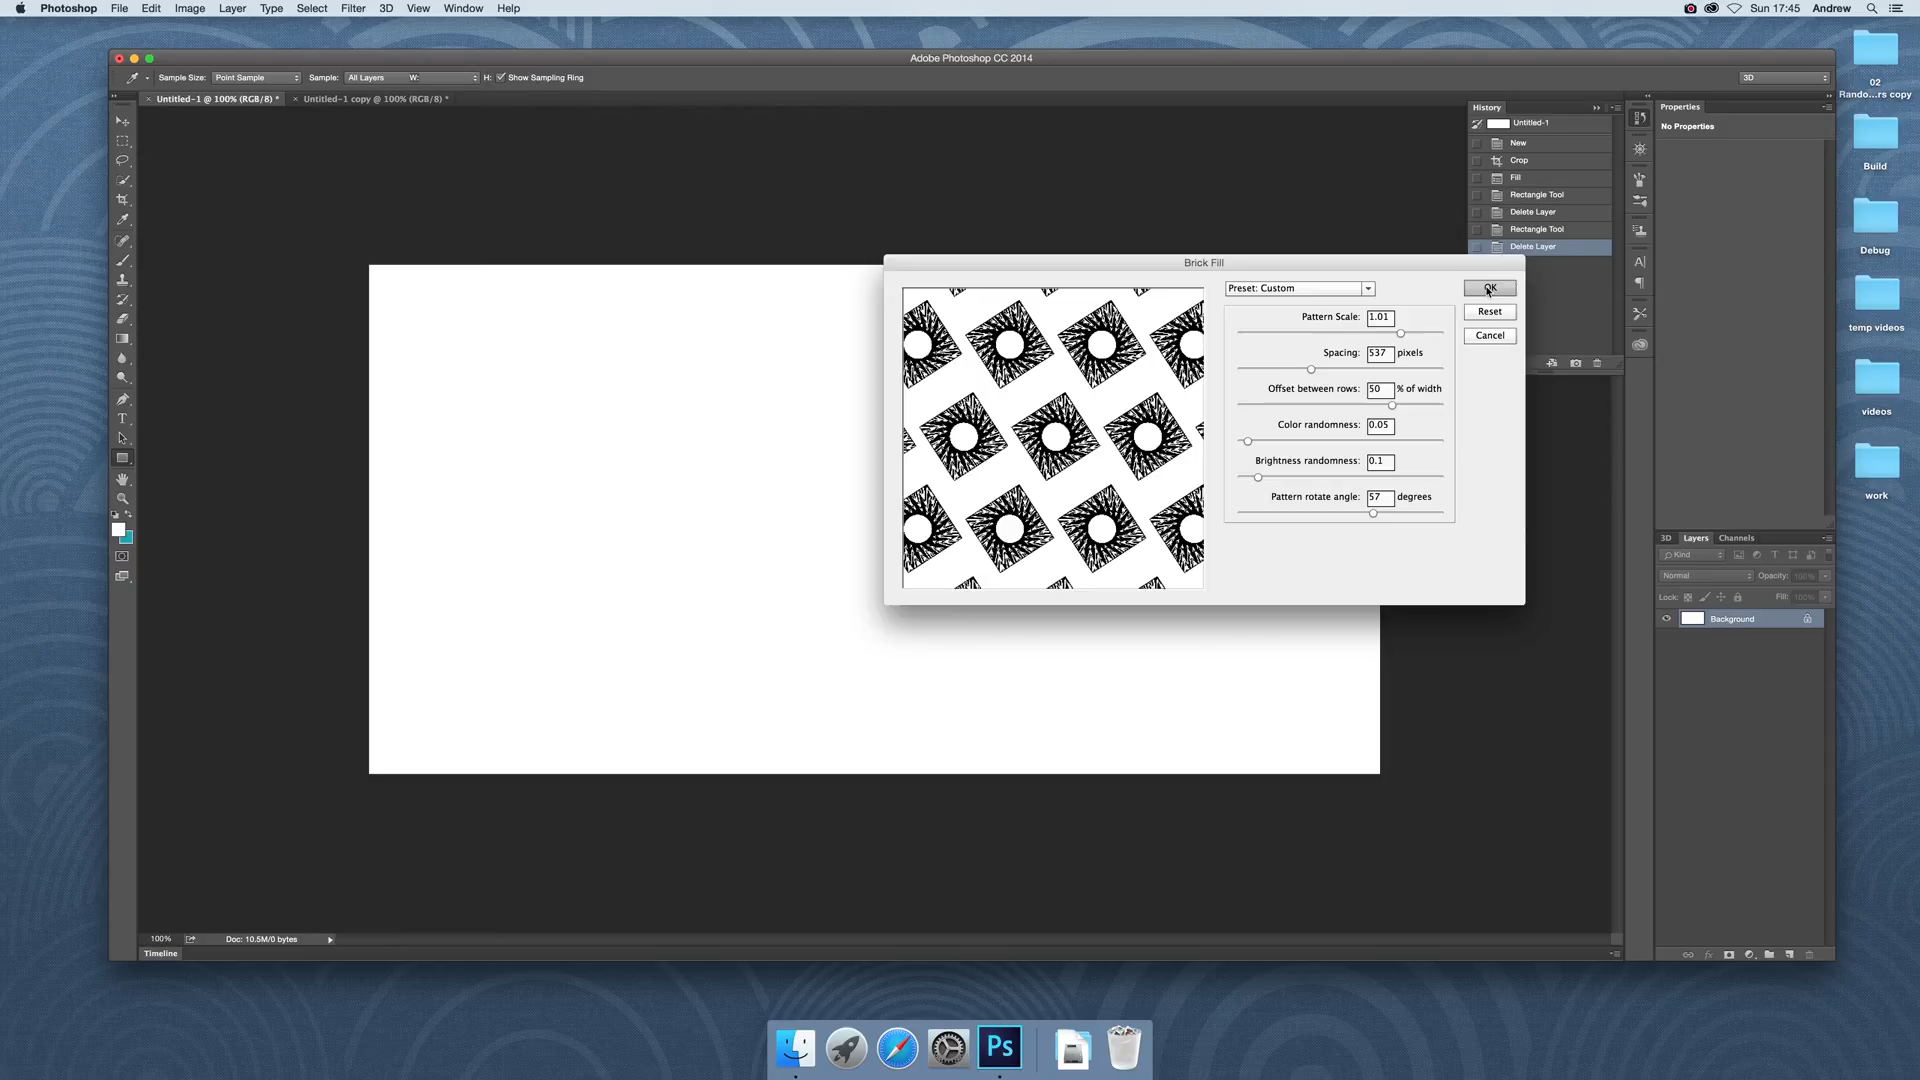 Photoshop File Edit Image Layer Type Select Filter 3D View Window Help Sun 17:45 Andrew
Adobe Photoshop CC 2014
Sample Size: Point Sample Sample: All Layers W: H: Show Sampling Ring 3D
Untitled-1 @ 100% (RGB/8) * Untitled-1 copy @ 100% (RGB/8) *
History
Untitled-1
New
Crop
Fill
Rectangle Tool
Delete Layer
Rectangle Tool
Delete Layer
Properties
No Properties
Brick Fill
Preset: Custom
OK
Reset
Cancel
Pattern Scale: 1.01
Spacing: 537 pixels
Offset between rows: 50 % of width
Color randomness: 0.05
Brightness randomness: 0.1
Pattern rotate angle: 57 degrees
3D Layers Channels
Kind
Normal Opacity: 100%
Lock: Fill: 100%
Background
100% Doc: 10.5M/0 bytes
Timeline
02
Rando...rs copy
Build
Debug
temp videos
videos
work
Ps